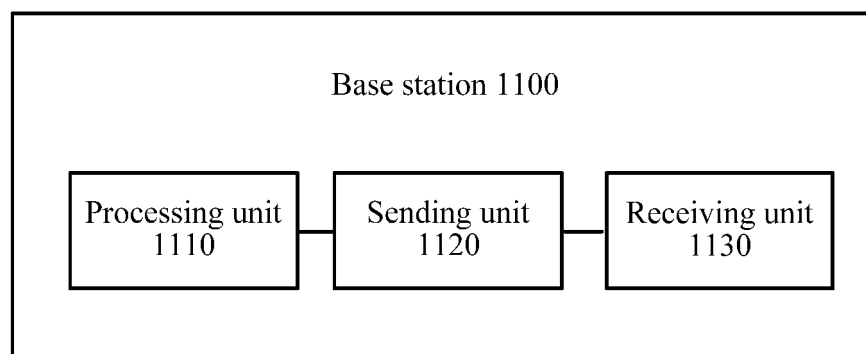 Base station 1100
Processing unit
1110
Sending unit
1120
Receiving unit
1130